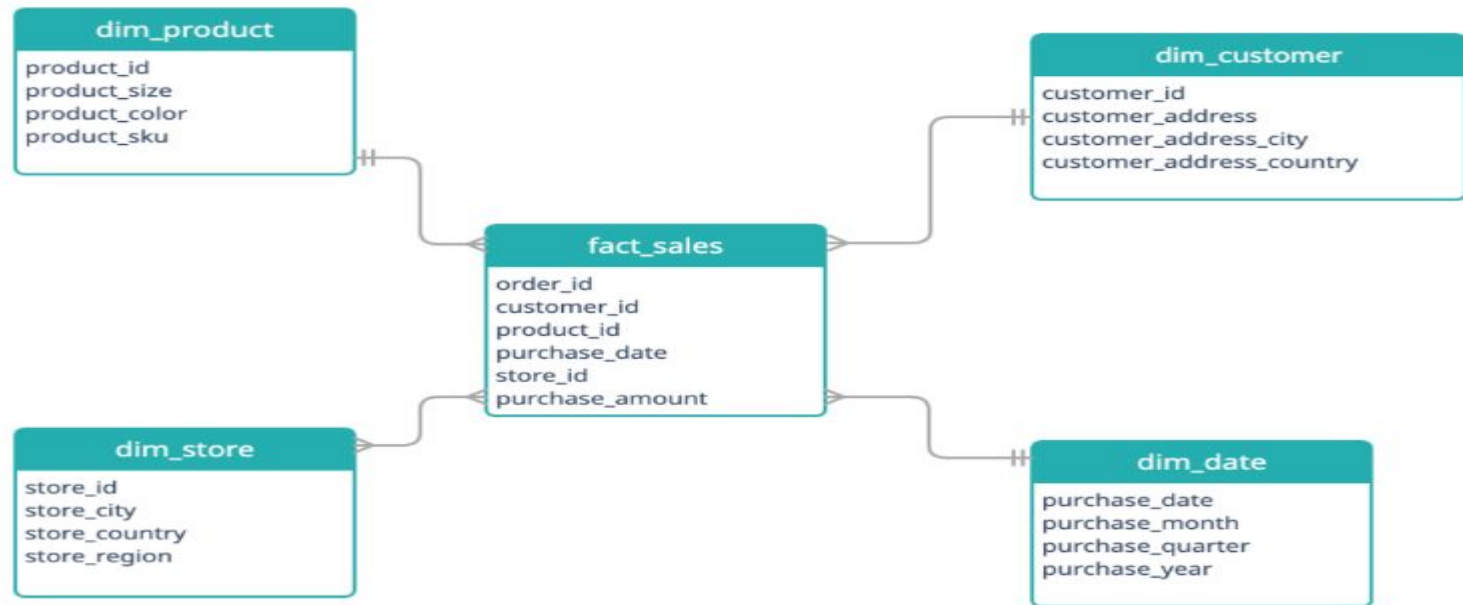 dim_product
product_id
product_size
product_color
product_sku
dim_customer
customer_id
customer_address
customer_address_city
customer_address_country
fact_sales
order_id
customer_id
product_id
purchase_date
store_id
purchase_amount
dim_store
store_id
store_city
store_country
store_region
dim_date
purchase_date
purchase_month
purchase_quarter
purchase_year